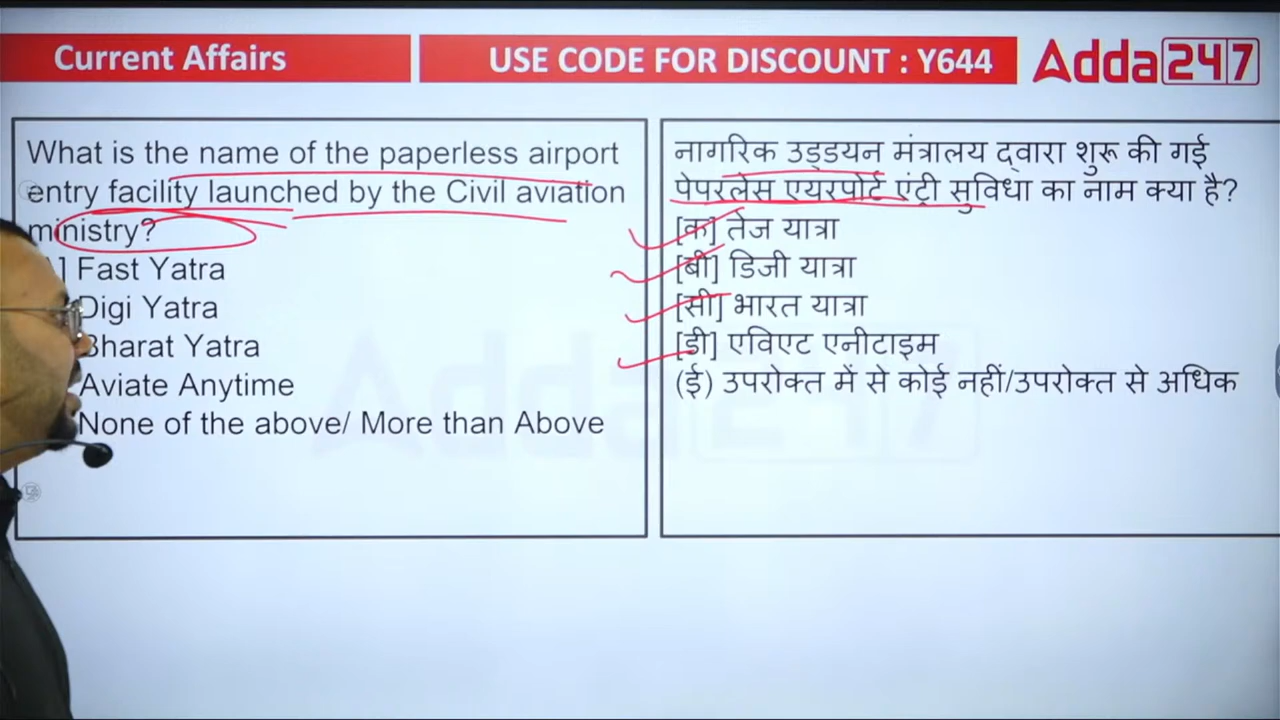 Current Affairs
USE CODE FOR DISCOUNT : Y644
Adda247
What is the name of the paperless airport
entry facility launched by the Civil aviation
ministry?
] Fast Yatra
Digi Yatra
Bharat Yatra
Aviate Anytime
None of the above/ More than Above
नागरिक उड्डयन मंत्रालय द्वारा शुरू की गई
पेपरलेस एयरपोर्ट एंट्री सुविधा का नाम क्या है?
[क] तेज यात्रा
[बी] डिजी यात्रा
[सी] भारत यात्रा
[डी] एविएट एनीटाइम
(ई) उपरोक्त में से कोई नहीं/उपरोक्त से अधिक